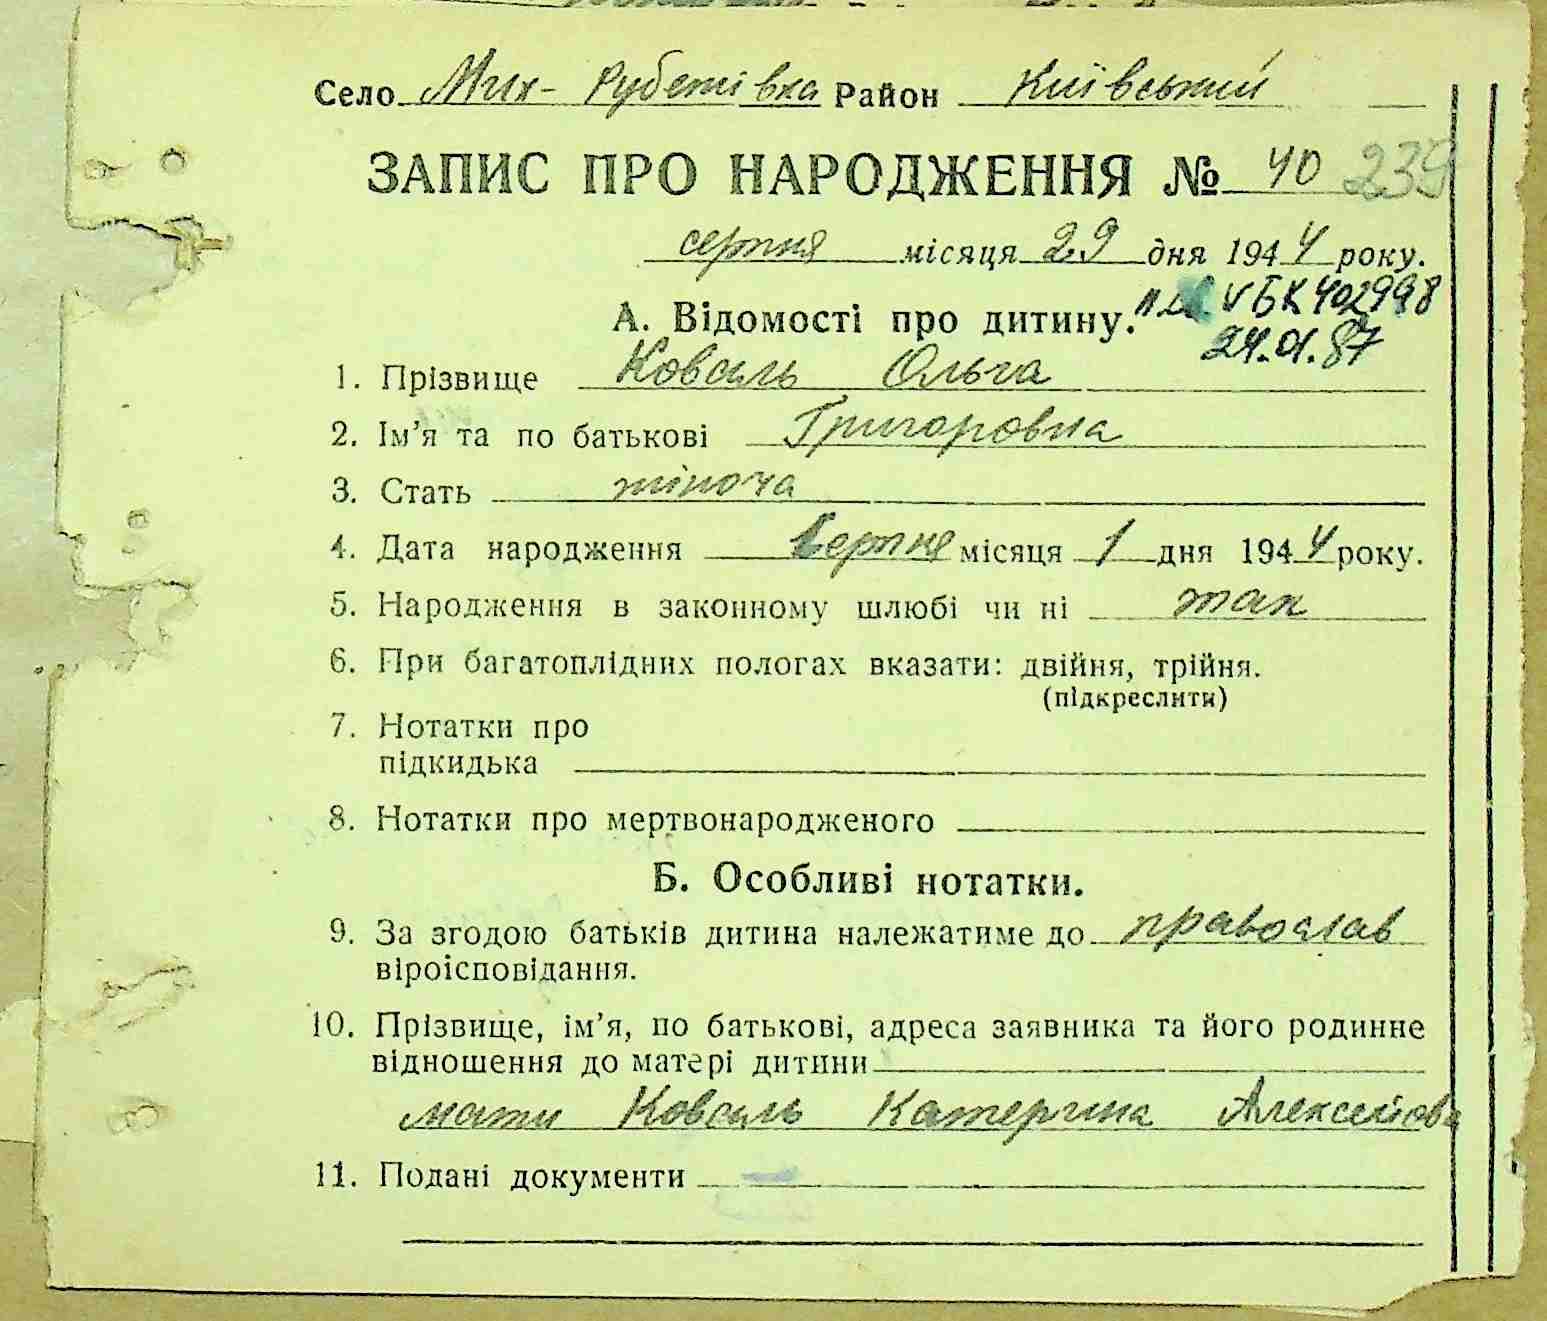 Село Мих-Рубежівка Район Київський
ЗАПИС ПРО НАРОДЖЕННЯ № 40 239
серпня місяця 29 дня 1944 року.
А. Відомості про дитину. V БК 402998
24.01.87
1. Прізвище Коваль Ольга
2. Ім’я та по батькові Григоровна
3. Стать жіноча
4. Дата народження Серпня місяця 1 дня 1944 року.
5. Народження в законному шлюбі чи ні так
6. При багатоплідних пологах вказати: двійня, трійня.
(підкреслити)
7. Нотатки про
підкидька
8. Нотатки про мертвонародженого
Б. Особливі нотатки.
9. За згодою батьків дитина належатиме до православ
віроісповідання.
10. Прізвище, ім’я, по батькові, адреса заявника та його родинне
відношення до матері дитини
мати Коваль Катерина Алексейовa
11. Подані документи